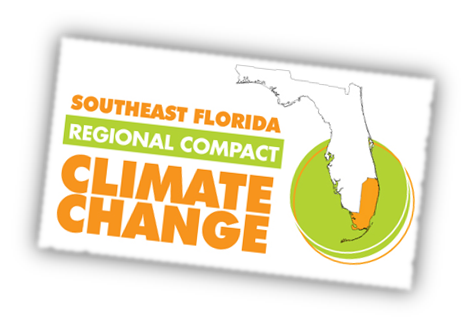 SOUTHEAST FLORIDA
REGIONAL COMPACT
CLIMATE
CHANGE